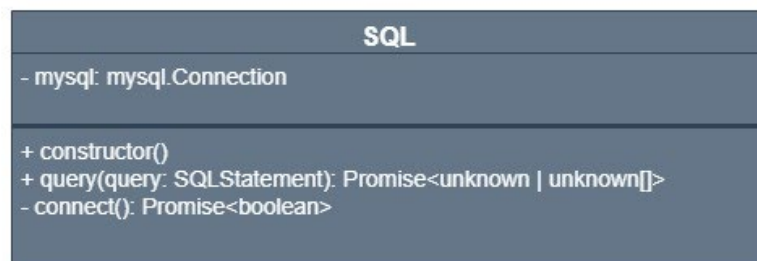 SQL
- mysql: mysql.Connection
+ constructor()
+ query(query: SQLStatement): Promise<unknown | unknown[]>
- connect(): Promise<boolean>